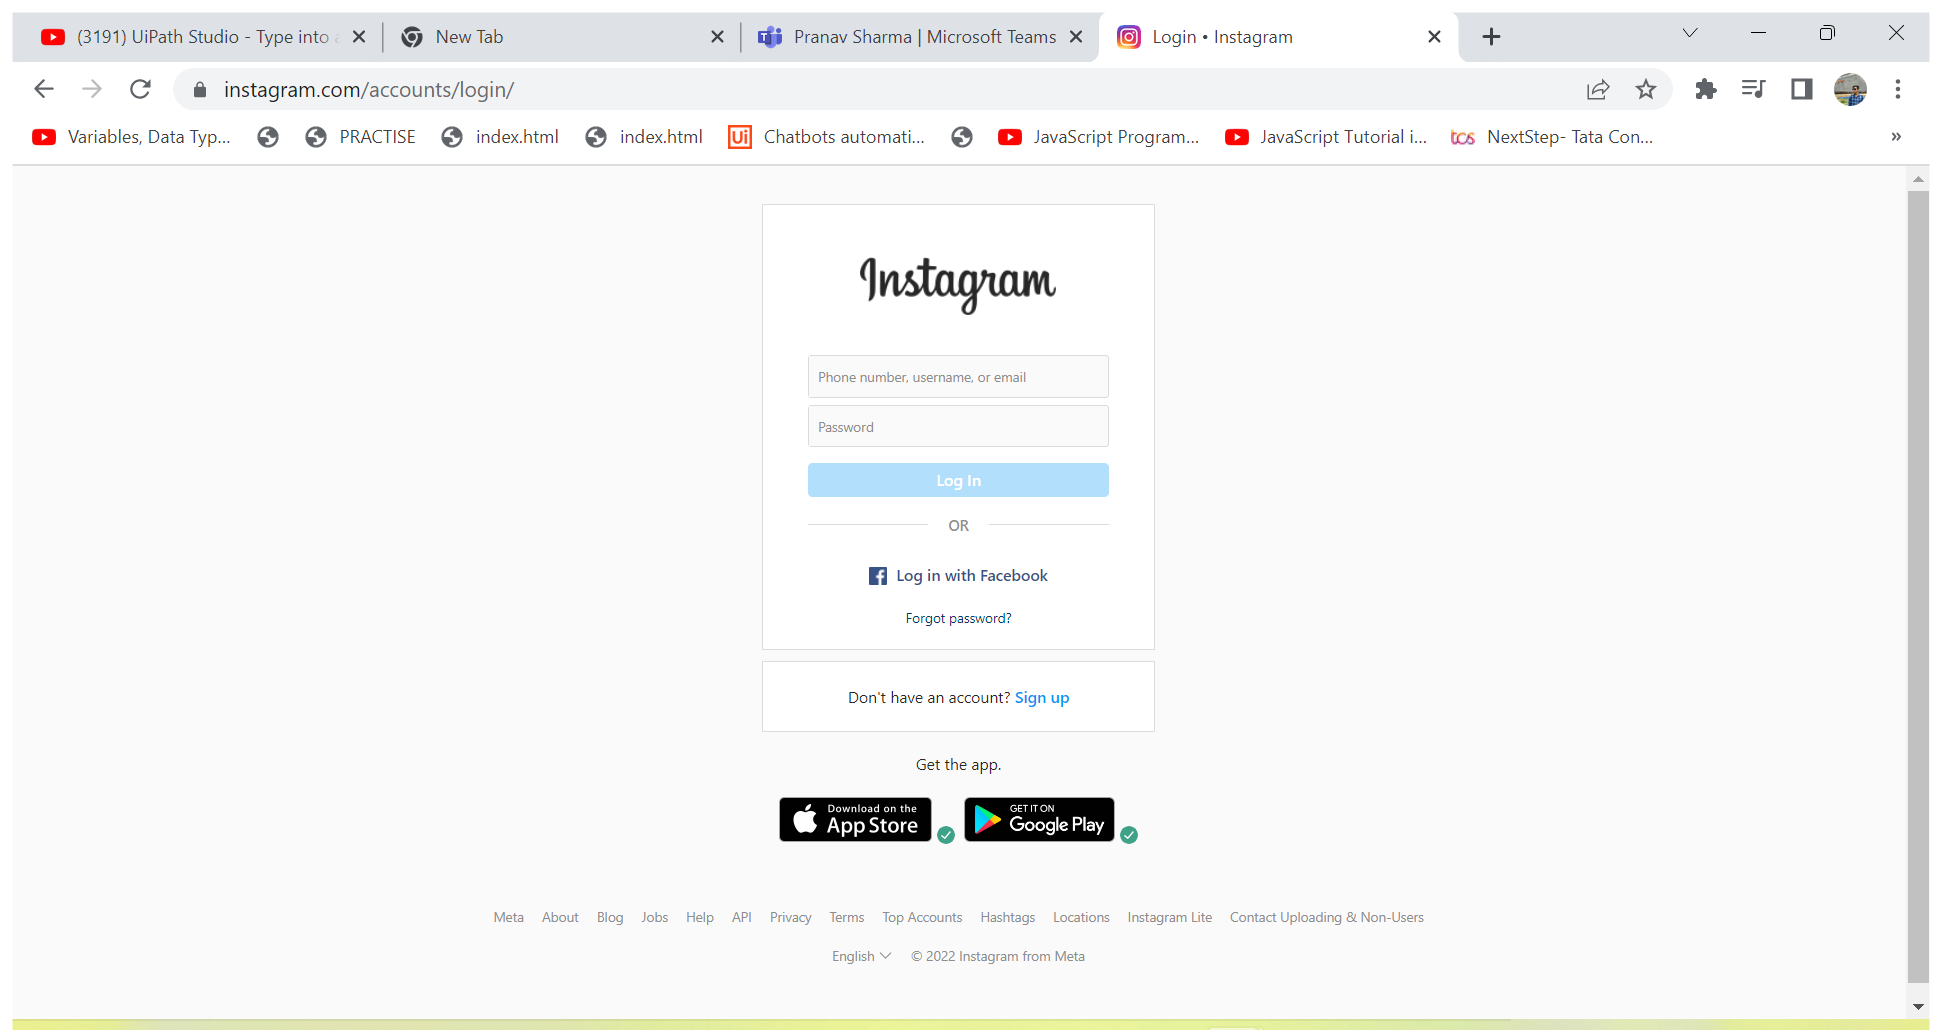 (3191) UiPath Studio - Type into a
New Tab
Pranav Sharma | Microsoft Teams
Login • Instagram
instagram.com/accounts/login/
Variables, Data Typ...
PRACTISE
index.html
index.html
Ui Chatbots automati...
JavaScript Program...
JavaScript Tutorial i...
tcs NextStep- Tata Con...
»
Instagram
Phone number, username, or email
Password
Log In
OR
Log in with Facebook
Forgot password?
Don't have an account? Sign up
Get the app.
Download on the
App Store
GET IT ON
Google Play
Meta About Blog Jobs Help API Privacy Terms Top Accounts Hashtags Locations Instagram Lite Contact Uploading & Non-Users
English © 2022 Instagram from Meta